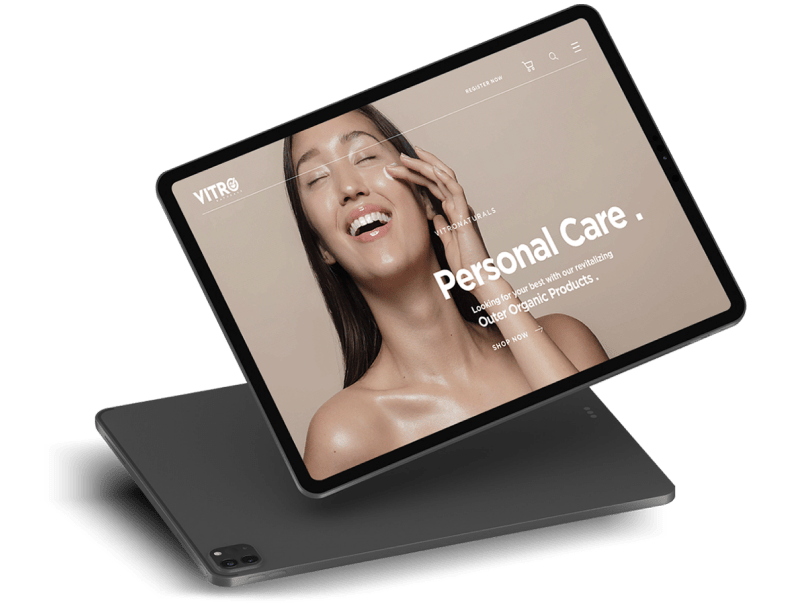 REGISTER NOW
VITRO
VITRONATURALS
Personal Care .
Looking for your best with our revitalizing
Outer Organic Products .
SHOP NOW